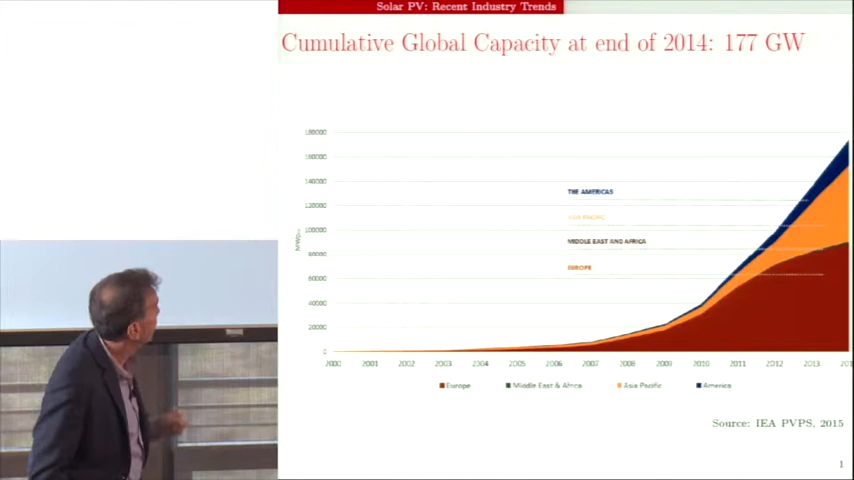 Solar PV: Recent Industry Trends
Cumulative Global Capacity at end of 2014: 177 GW
180000
160000
140000
120000
100000
80000
60000
40000
20000
0
THE AMERICAS
ASIA PACIFIC
MIDDLE EAST AND AFRICA
EUROPE
2000 2001 2002 2003 2004 2005 2006 2007 2008 2009 2010 2011 2012 2013
Europe Middle East & Africa Asia Pacific America
Source: IEA PVPS, 2015
1